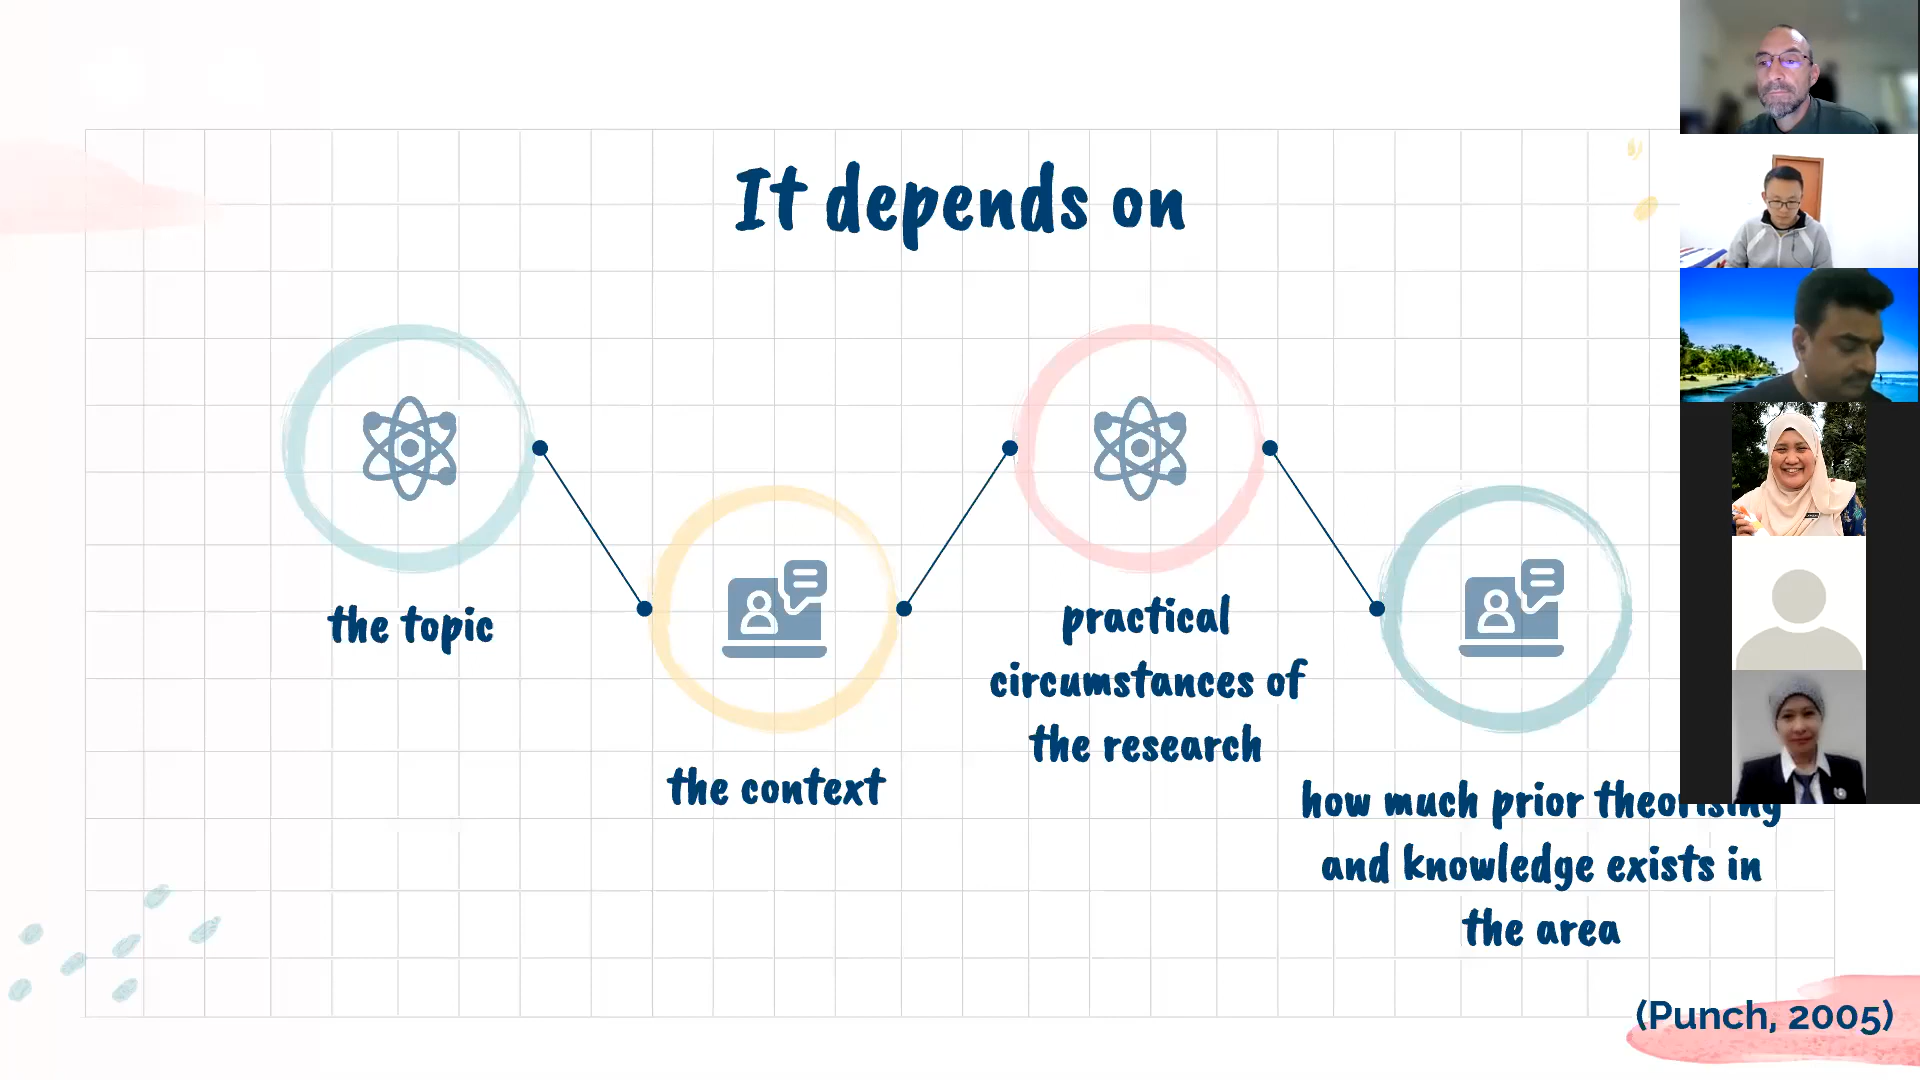 It depends on
the topic
the context
practical
circumstances of
the research
how much prior theorising
and knowledge exists in
the area
(Punch, 2005)